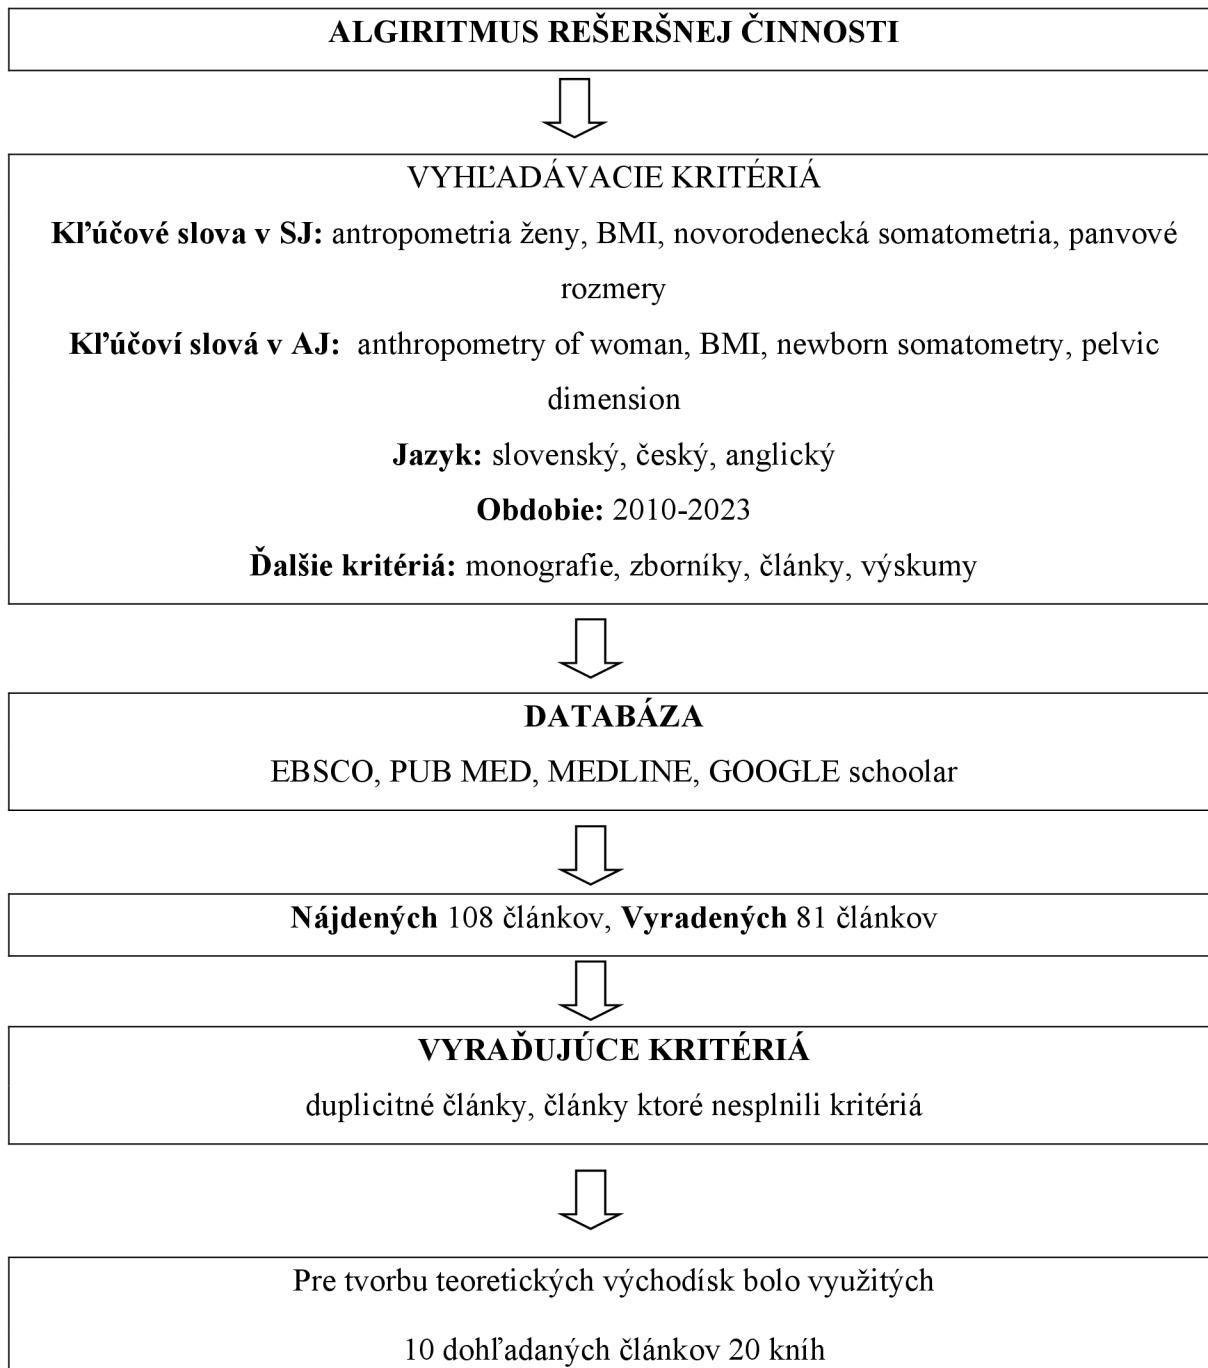 ALGIRITMUS REŠERŠNEJ ČINNOSTI
VYHĽADÁVACIE KRITÉRIÁ
Kľúčové slova v SJ: antropometria ženy, BMI, novorodenecká somatometria, panvové
rozmery
Kľúčoví slová v AJ: anthropometry of woman, BMI, newborn somatometry, pelvic
dimension
Jazyk: slovenský, český, anglický
Obdobie: 2010-2023
Ďalšie kritériá: monografie, zborníky, články, výskumy
DATABÁZA
EBSCO, PUB MED, MEDLINE, GOOGLE schoolar
Nájdených 108 článkov, Vyradených 81 článkov
VYRAĎUJÚCE KRITÉRIÁ
duplicitné články, články ktoré nesplnili kritériá
Pre tvorbu teoretických východísk bolo využitých
10 dohľadaných článkov 20 kníh